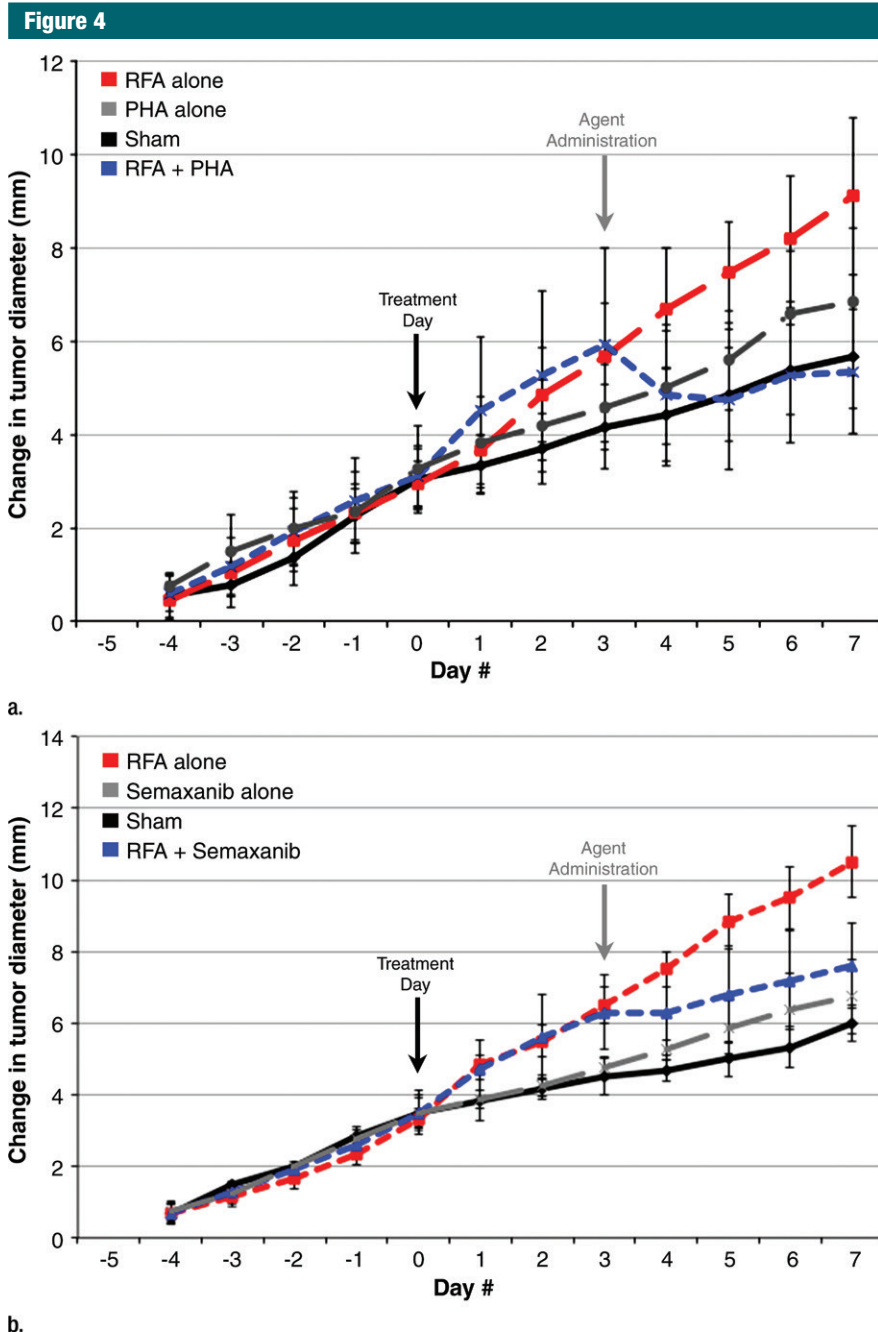 Figure 4
12
10
8
6
4
2
0
Change in tumor diameter (mm)
RFA alone
PHA alone
Sham
RFA + PHA
Treatment
Day
Agent
Administration
-5 -4 -3 -2 -1 0 1 2 3 4 5 6 7
Day #
a.
14
12
10
8
6
4
2
0
Change in tumor diameter (mm)
RFA alone
Semaxanib alone
Sham
RFA + Semaxanib
Treatment
Day
Agent
Administration
-5 -4 -3 -2 -1 0 1 2 3 4 5 6 7
Day #
b.